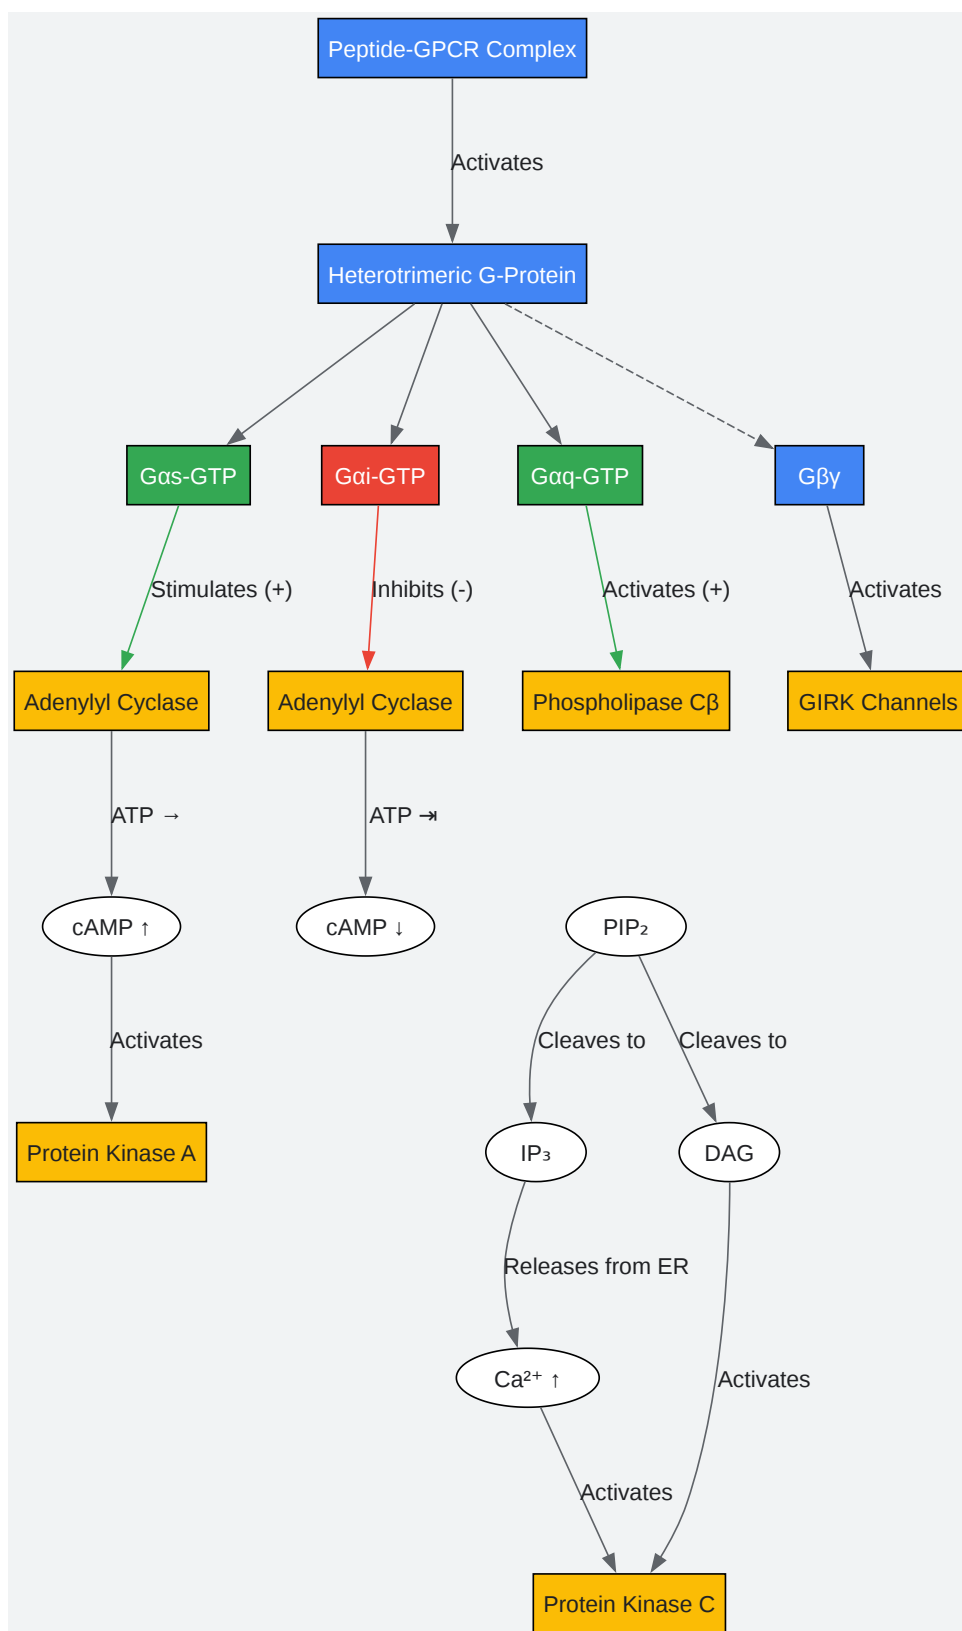 Peptide-GPCR Complex
Activates
Heterotrimeric G-Protein
Gαs-GTP
Gαi-GTP
Gαq-GTP
Gβγ
Stimulates (+)
Inhibits (-)
Activates (+)
Activates
Adenylyl Cyclase
Adenylyl Cyclase
Phospholipase Cβ
GIRK Channels
ATP →
ATP ⇥
cAMP ↑
cAMP ↓
PIP₂
Activates
Cleaves to
Cleaves to
Protein Kinase A
IP₃
DAG
Releases from ER
Ca²⁺ ↑
Activates
Activates
Protein Kinase C